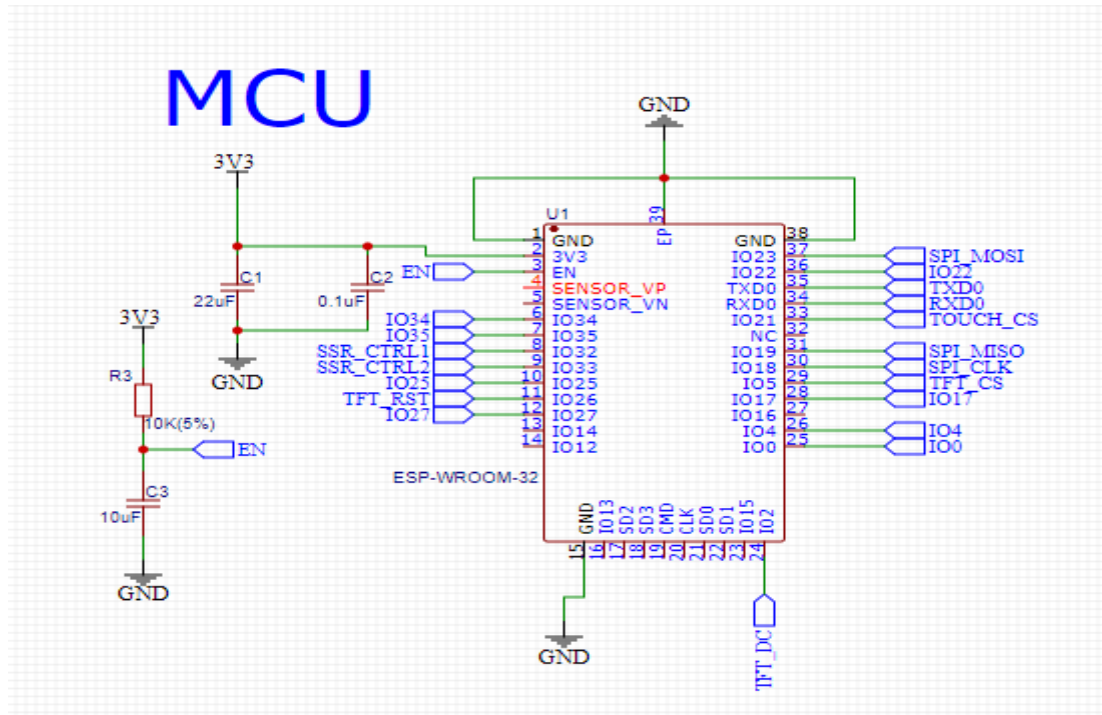 MCU
GND
3V3
U1
39
EP
1
GND
GND
38
2
3V3
IO23
37
SPI_MOSI
EN
3
EN
IO22
36
IO22
4
SENSOR_VP
TXD0
35
TXD0
5
SENSOR_VN
RXD0
34
RXD0
IO34
6
IO34
IO21
33
TOUCH_CS
IO35
7
IO35
NC
32
SSR_CTRL1
8
IO32
IO19
31
SPI_MISO
SSR_CTRL2
9
IO33
IO18
30
SPI_CLK
IO25
10
IO25
IO5
29
TFT_CS
TFT_RST
11
IO26
IO17
28
IO17
IO27
12
IO27
IO16
27
13
IO14
IO4
26
IO4
14
IO12
IO0
25
IO0
C1
22uF
C2
0.1uF
GND
3V3
R3
10K(5%)
EN
C3
10uF
GND
ESP-WROOM-32
GND
IO13
SD2
SD3
CMD
CLK
SD0
SD1
IO15
IO2
15
16
17
18
19
20
21
22
23
24
GND
TFT_DC